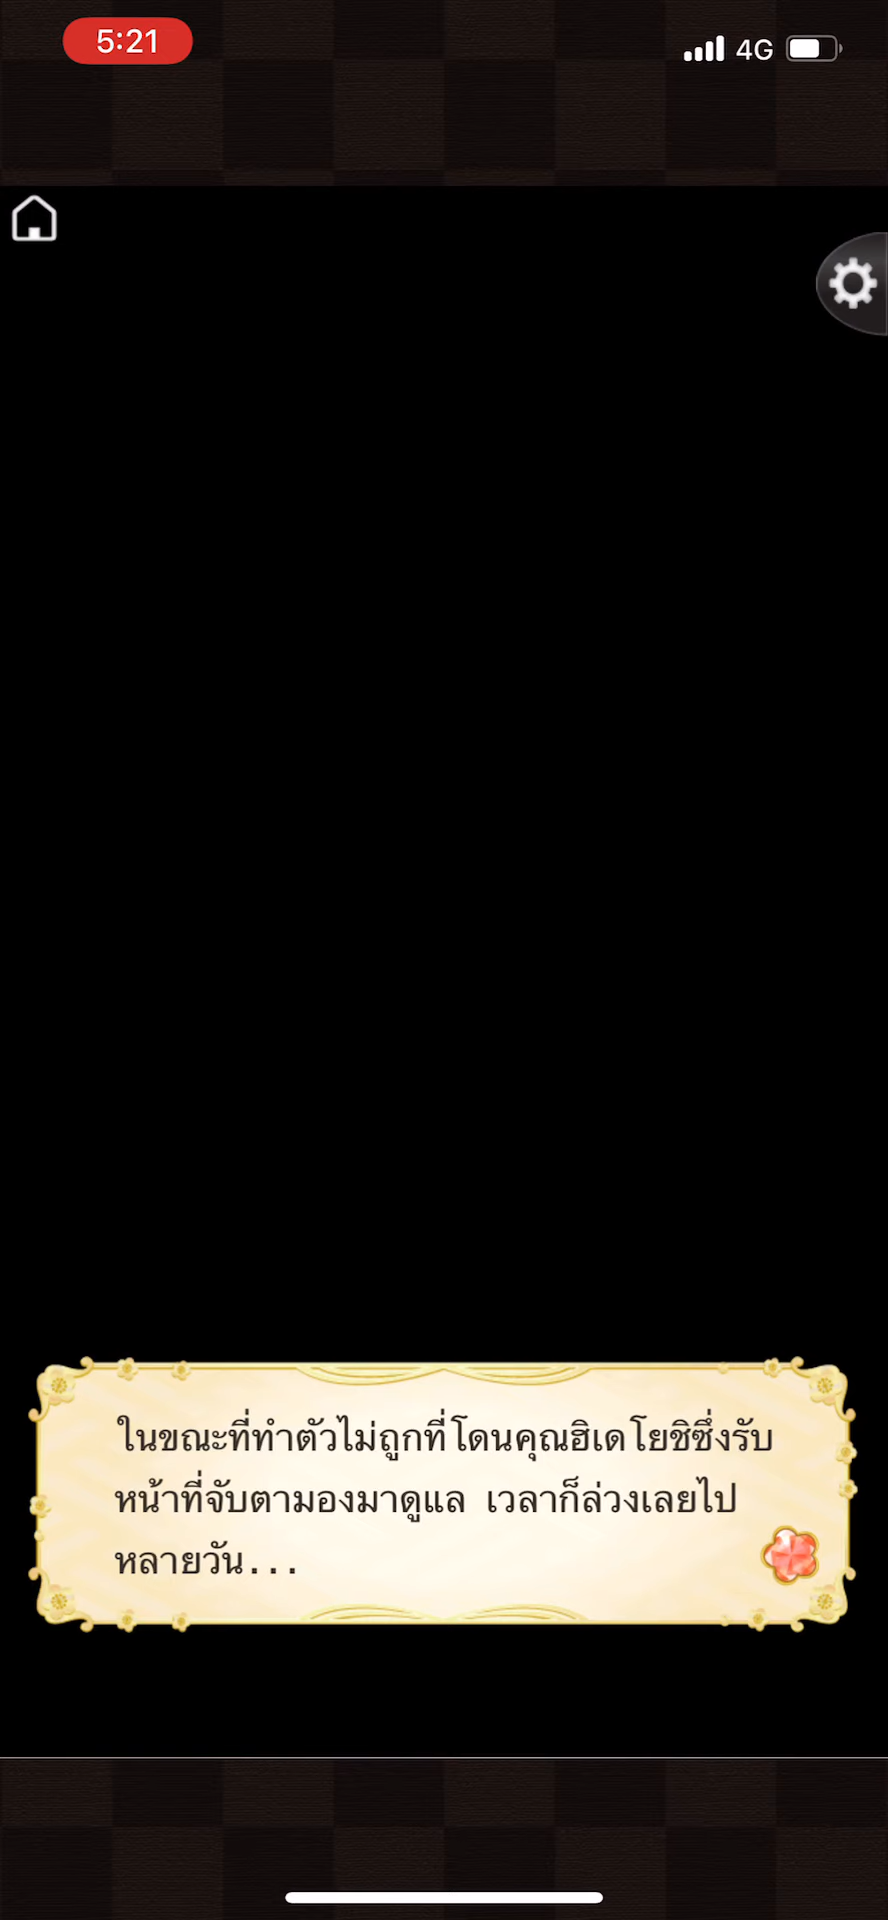 5:21
4G
ในขณะที่ทำตัวไม่ถูกที่โดนคุณฮิเดโยชิซึ่งรับ
หน้าที่จับตามองมาดูแล เวลาก็ล่วงเลยไป
หลายวัน...